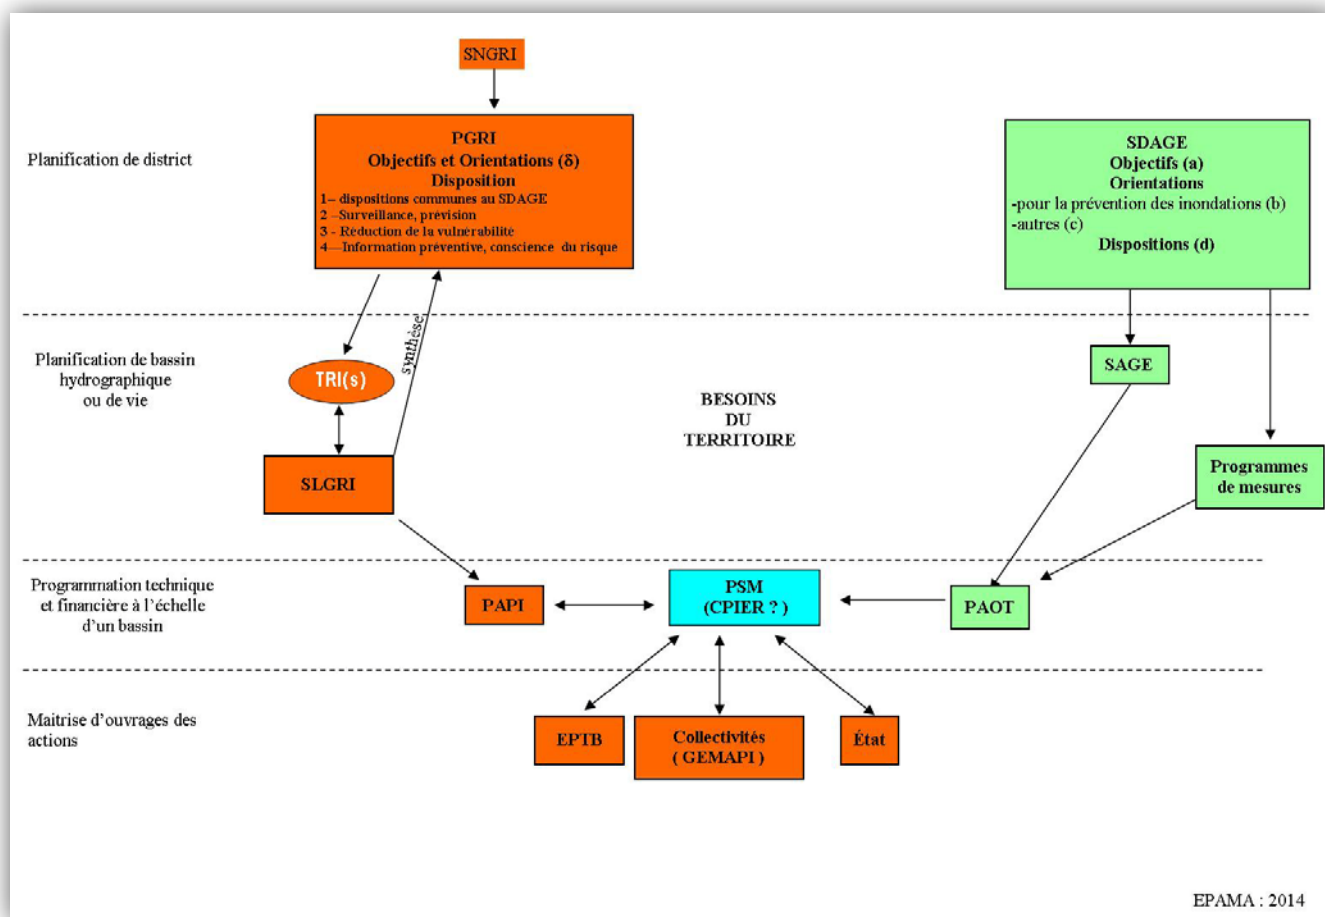 SNGRI
Planification de district
PGRI
Objectifs et Orientations (δ)
Disposition
1– dispositions communes au SDAGE
2 –Surveillance, prévision
3 - Réduction de la vulnérabilité
4—Information préventive, conscience du risque
SDAGE
Objectifs (a)
Orientations
-pour la prévention des inondations (b)
-autres (c)
Dispositions (d)
Planification de bassin
hydrographique
ou de vie
TRI(s)
synthèse
SLGRI
BESOINS
DU
TERRITOIRE
SAGE
Programmes
de mesures
Programmation technique
et financière à l’échelle
d’un bassin
PAPI
PSM
(CPIER ? )
PAOT
Maitrise d’ouvrages des
actions
EPTB
Collectivités
( GEMAPI )
État
EPAMA : 2014